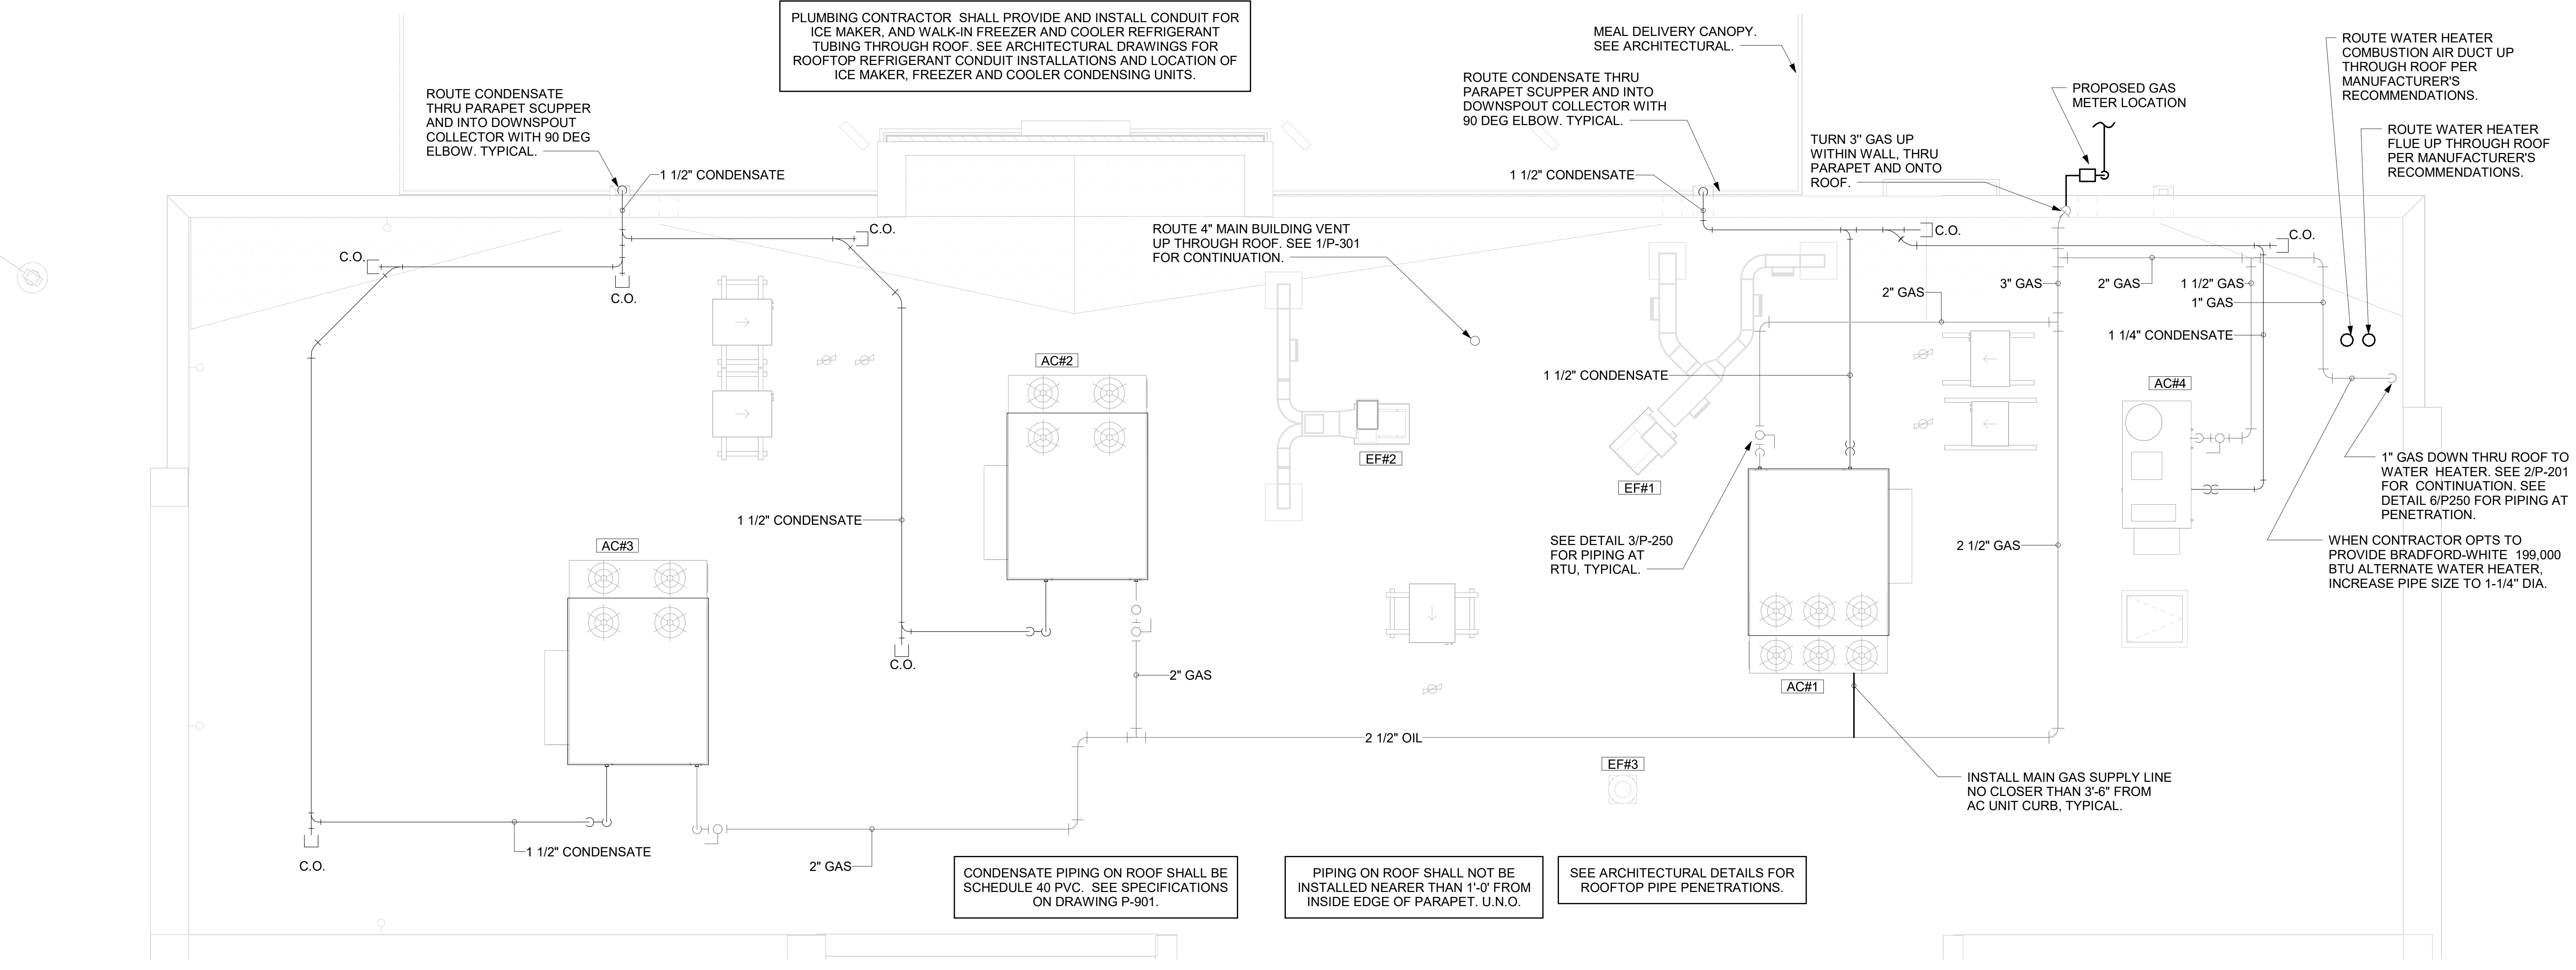 PLUMBING CONTRACTOR SHALL PROVIDE AND INSTALL CONDUIT FOR
ICE MAKER, AND WALK-IN FREEZER AND COOLER REFRIGERANT
TUBING THROUGH ROOF. SEE ARCHITECTURAL DRAWINGS FOR
ROOFTOP REFRIGERANT CONDUIT INSTALLATIONS AND LOCATION OF
ICE MAKER, FREEZER AND COOLER CONDENSING UNITS.
MEAL DELIVERY CANOPY.
SEE ARCHITECTURAL.
ROUTE WATER HEATER
COMBUSTION AIR DUCT UP
THROUGH ROOF PER
MANUFACTURER'S
RECOMMENDATIONS.
ROUTE CONDENSATE
THRU PARAPET SCUPPER
AND INTO DOWNSPOUT
COLLECTOR WITH 90 DEG
ELBOW. TYPICAL.
ROUTE CONDENSATE THRU
PARAPET SCUPPER AND INTO
DOWNSPOUT COLLECTOR WITH
90 DEG ELBOW. TYPICAL.
PROPOSED GAS
METER LOCATION
ROUTE WATER HEATER
FLUE UP THROUGH ROOF
PER MANUFACTURER'S
RECOMMENDATIONS.
TURN 3" GAS UP
WITHIN WALL, THRU
PARAPET AND ONTO
ROOF.
1 1/2" CONDENSATE
1 1/2" CONDENSATE
ROUTE 4" MAIN BUILDING VENT
UP THROUGH ROOF. SEE 1/P-301
FOR CONTINUATION.
C.O.
C.O.
C.O.
C.O.
C.O.
2" GAS
3" GAS
2" GAS
1 1/2" GAS
1" GAS
1 1/4" CONDENSATE
AC#2
1 1/2" CONDENSATE
AC#4
EF#2
EF#1
1" GAS DOWN THRU ROOF TO
WATER HEATER. SEE 2/P-201
FOR CONTINUATION. SEE
DETAIL 6/P250 FOR PIPING AT
PENETRATION.
1 1/2" CONDENSATE
AC#3
SEE DETAIL 3/P-250
FOR PIPING AT
RTU, TYPICAL.
2 1/2" GAS
WHEN CONTRACTOR OPTS TO
PROVIDE BRADFORD-WHITE 199,000
BTU ALTERNATE WATER HEATER,
INCREASE PIPE SIZE TO 1-1/4" DIA.
C.O.
2" GAS
AC#1
2 1/2" OIL
EF#3
INSTALL MAIN GAS SUPPLY LINE
NO CLOSER THAN 3'-6" FROM
AC UNIT CURB, TYPICAL.
C.O.
1 1/2" CONDENSATE
2" GAS
CONDENSATE PIPING ON ROOF SHALL BE
SCHEDULE 40 PVC. SEE SPECIFICATIONS
ON DRAWING P-901.
PIPING ON ROOF SHALL NOT BE
INSTALLED NEARER THAN 1'-0' FROM
INSIDE EDGE OF PARAPET. U.N.O.
SEE ARCHITECTURAL DETAILS FOR
ROOFTOP PIPE PENETRATIONS.